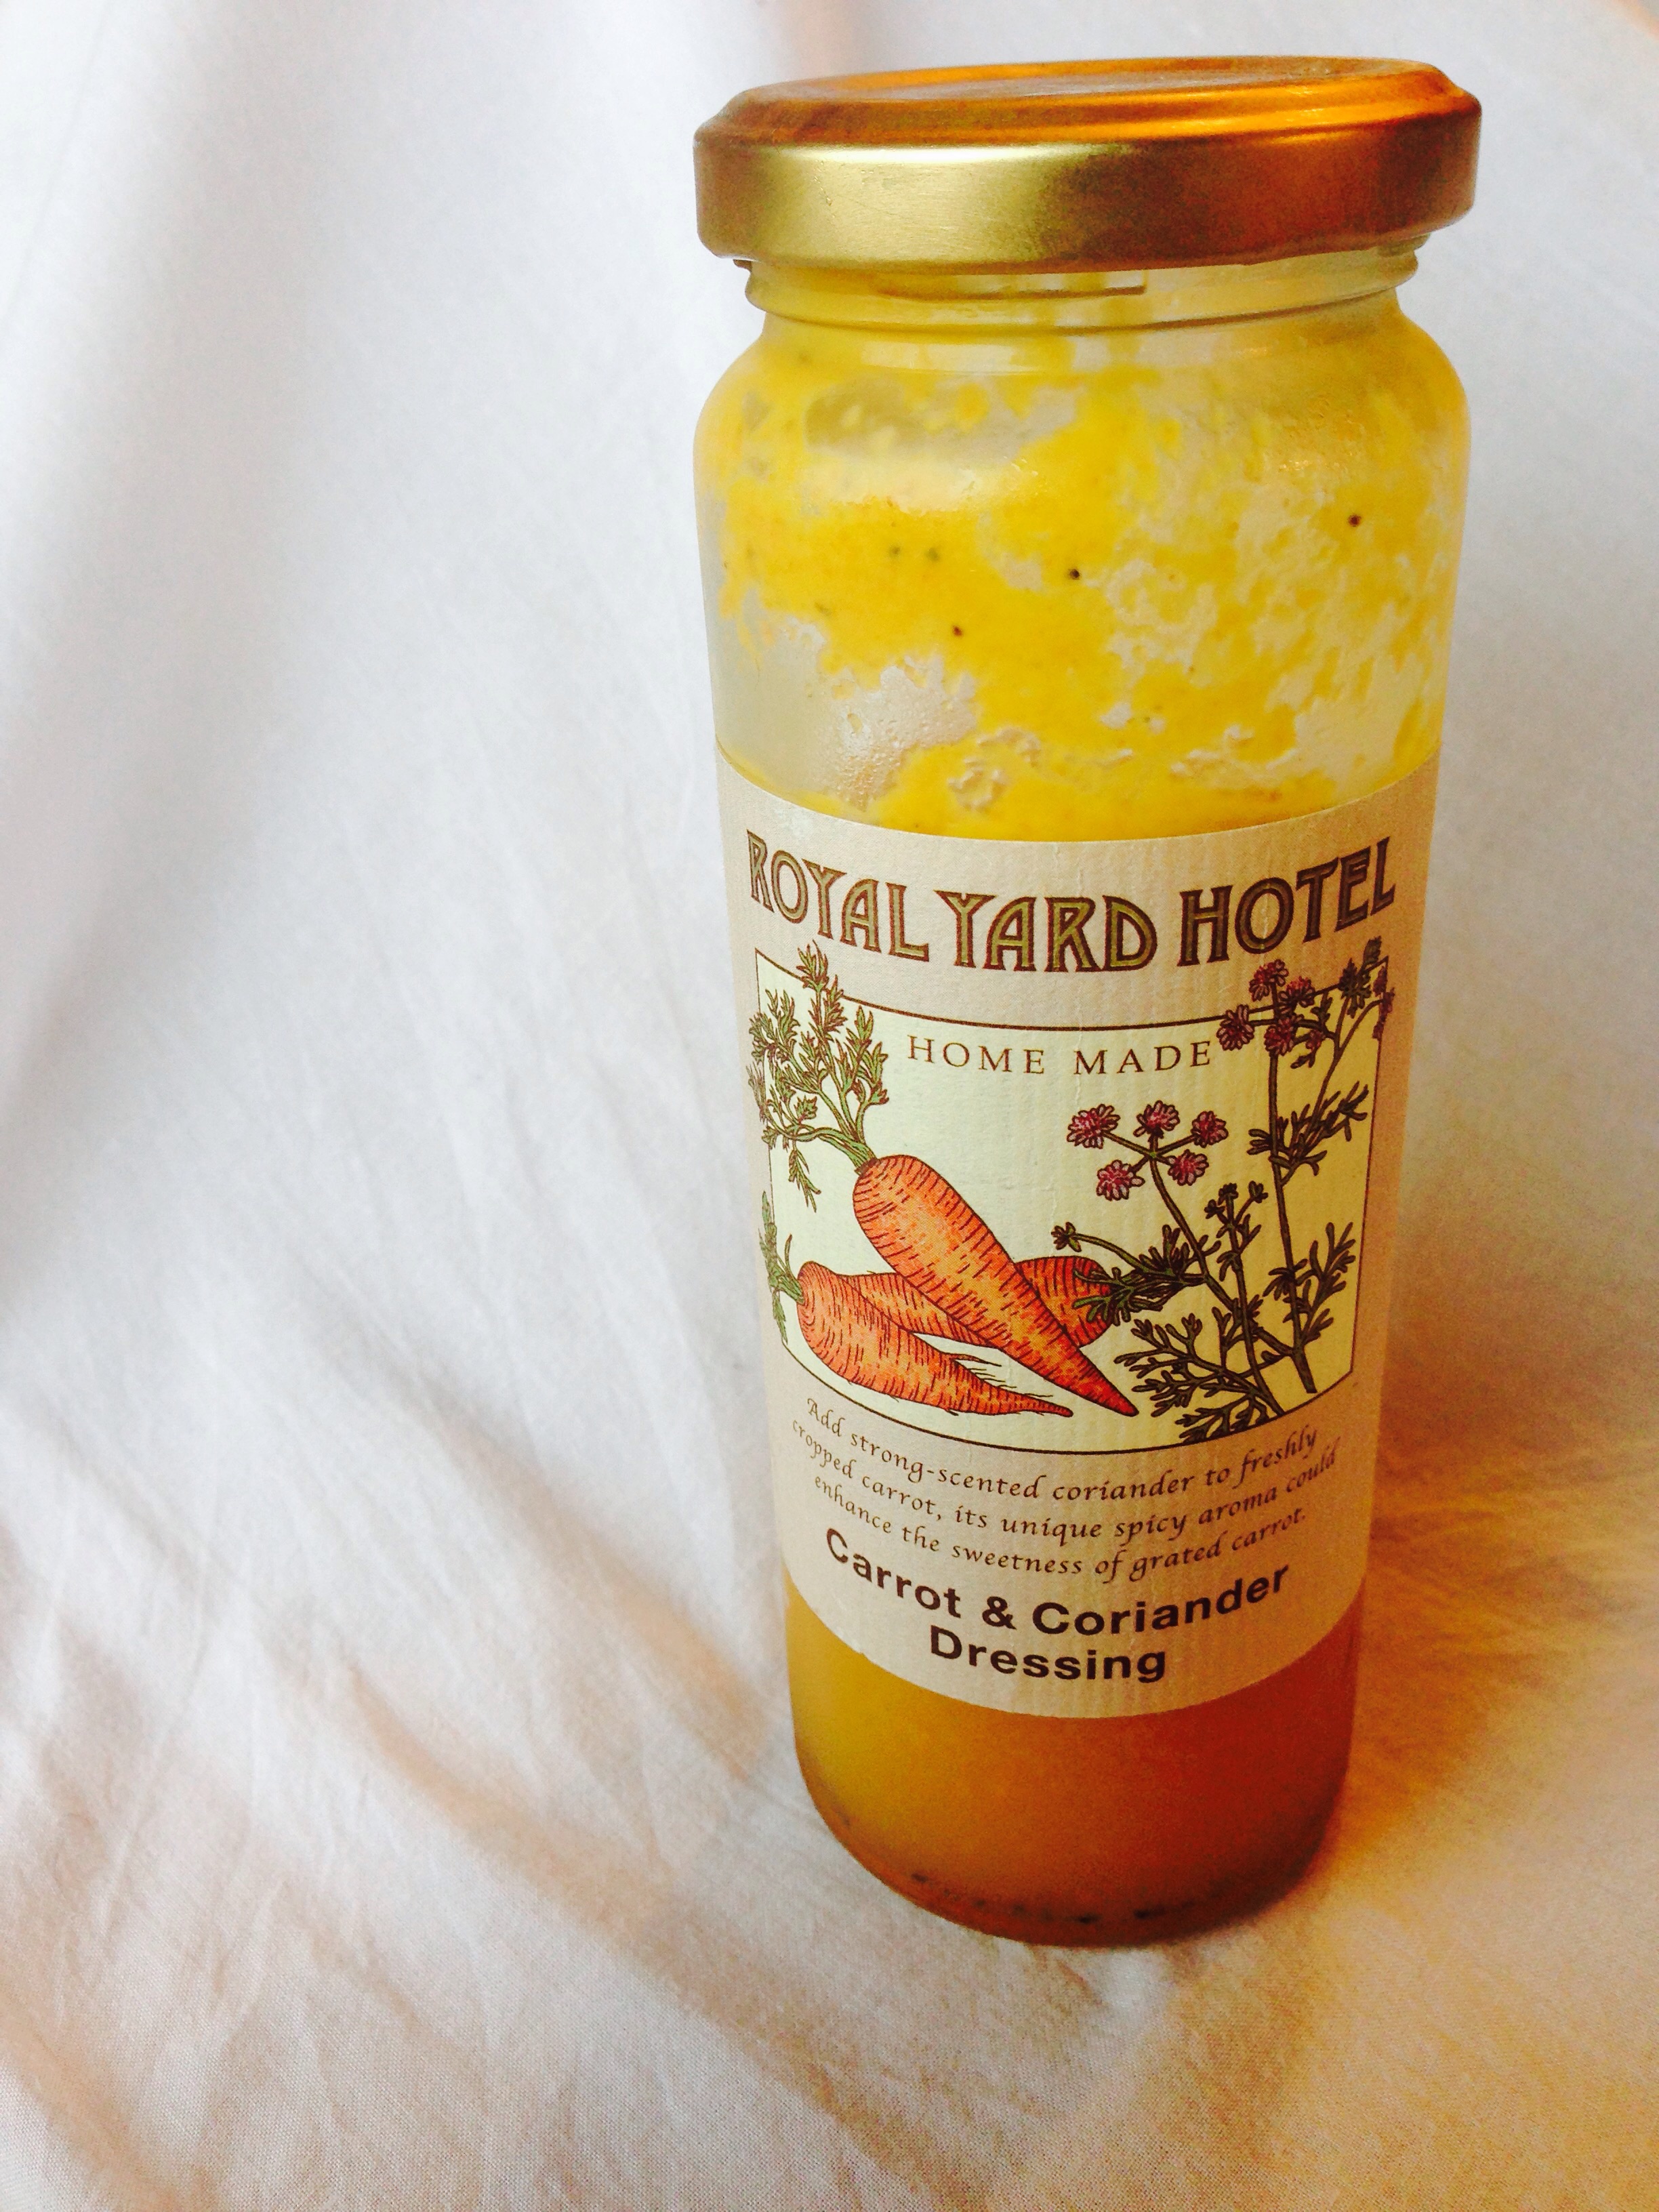 ROYAL YARD HOTEL
HOME MADE
Add strong-scented coriander to freshly
cropped carrot, its unique spicy aroma could
enhance the sweetness of grated carrot.
Carrot & Coriander
Dressing